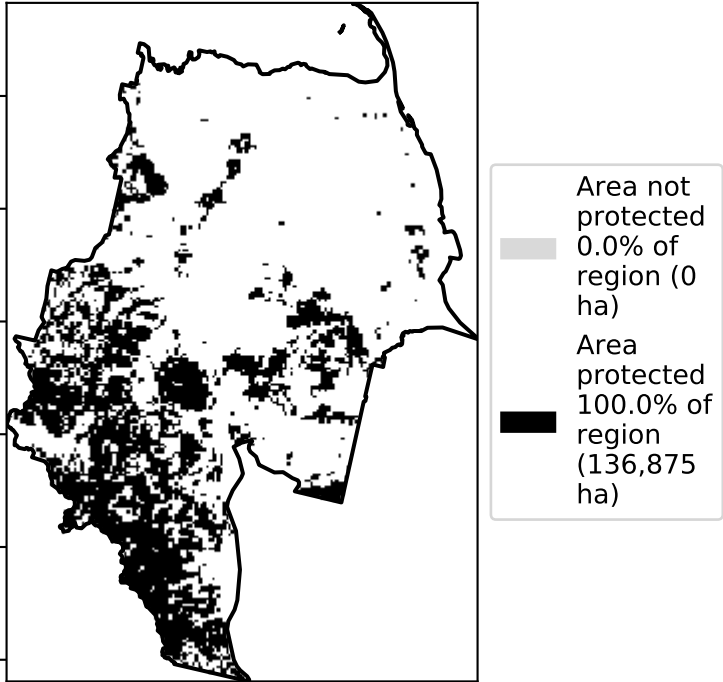 Area not
protected
0.0% of
region (0
ha)
Area
protected
100.0% of
region
(136,875
ha)